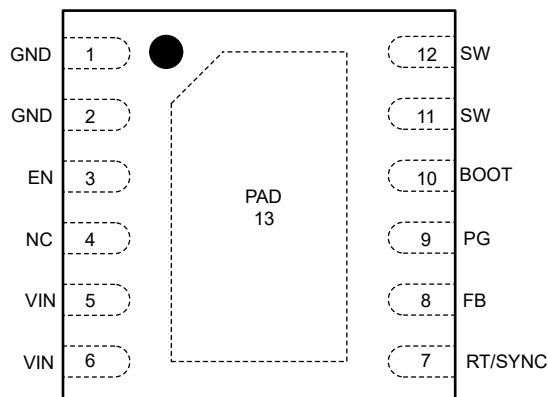 GND 1 12 SW
GND 2 11 SW
EN 3 10 BOOT
NC 4 PAD 9 PG
13
VIN 5 8 FB
VIN 6 7 RT/SYNC